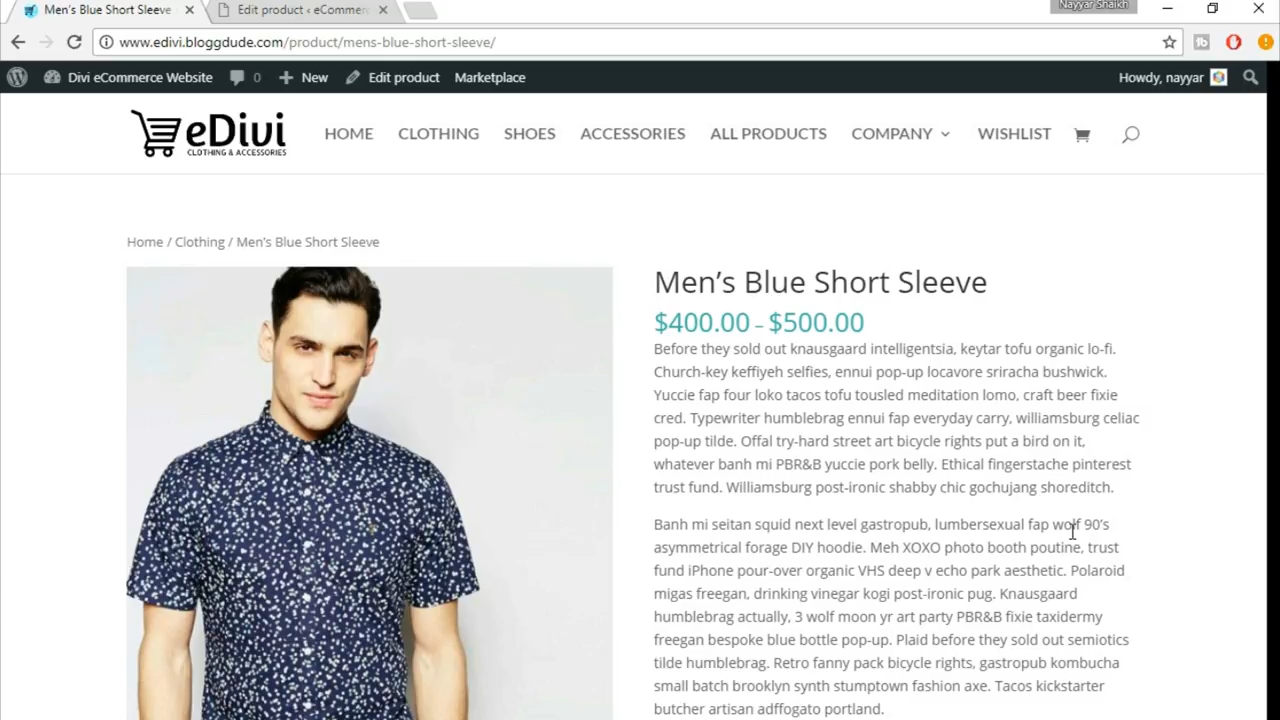 Men's Blue Short Sleeve
Edit product ‹ eCommer
Nayyar Shaikh
www.edivi.bloggdude.com/product/mens-blue-short-sleeve/
Divi eCommerce Website 0 New Edit product Marketplace Howdy, nayyar
eDivi
CLOTHING & ACCESSORIES
HOME CLOTHING SHOES ACCESSORIES ALL PRODUCTS COMPANY WISHLIST
Home / Clothing / Men’s Blue Short Sleeve
Men’s Blue Short Sleeve
$400.00 – $500.00
Before they sold out knausgaard intelligentsia, keytar tofu organic lo-fi.
Church-key keffiyeh selfies, ennui pop-up locavore sriracha bushwick.
Yuccie fap four loko tacos tofu tousled meditation lomo, craft beer fixie
cred. Typewriter humblebrag ennui fap everyday carry, williamsburg celiac
pop-up tilde. Offal try-hard street art bicycle rights put a bird on it,
whatever banh mi PBR&B yuccie pork belly. Ethical fingerstache pinterest
trust fund. Williamsburg post-ironic shabby chic gochujang shoreditch.
Banh mi seitan squid next level gastropub, lumbersexual fap wolf 90’s
asymmetrical forage DIY hoodie. Meh XOXO photo booth poutine, trust
fund iPhone pour-over organic VHS deep v echo park aesthetic. Polaroid
migas freegan, drinking vinegar kogi post-ironic pug. Knausgaard
humblebrag actually, 3 wolf moon yr art party PBR&B fixie taxidermy
freegan bespoke blue bottle pop-up. Plaid before they sold out semiotics
tilde humblebrag. Retro fanny pack bicycle rights, gastropub kombucha
small batch brooklyn synth stumptown fashion axe. Tacos kickstarter
butcher artisan adffogato portland.